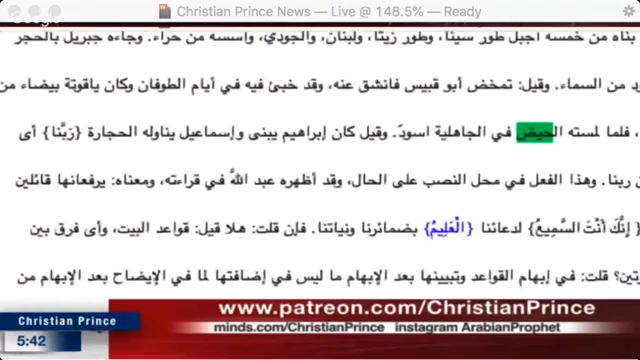 Christian Prince News — Live @ 148.5% — Ready
بناه من خمسة أجبل طور سينا، وطور زيتا، ولبنان، والجودي، وأسسه من حراء. وجاءه جبريل بالحجر
د من السماء. وقيل: تمخض أبو قبيس فانشق عنه، وقد خبئ فيه في أيام الطوفان وكان ياقوتة بيضاء من
، فلما لمسته الحيض في الجاهلية اسودّ. وقيل كان إبراهيم يبنى وإسماعيل يناوله الحجارة {رَبَّنا} أى
ن ربنا. وهذا الفعل في محل النصب على الحال، وقد أظهره عبد اللَّه في قراءته، ومعناه: يرفعانها قائلين
{ إِنَّكَ أَنْتَ السَّمِيعُ} لدعائنا {الْعَلِيمُ} بضمائرنا ونياتنا. فإن قلت: هلا قيل: قواعد البيت، وأى فرق بين
تين؟ قلت: في إبهام القواعد وتبيينها بعد الإبهام ما ليس في إضافتها لما في الإيضاح بعد الإبهام من
www.patreon.com/ChristianPrince
Christian Prince
minds.com/ChristianPrince instagram ArabianProphet
5:42